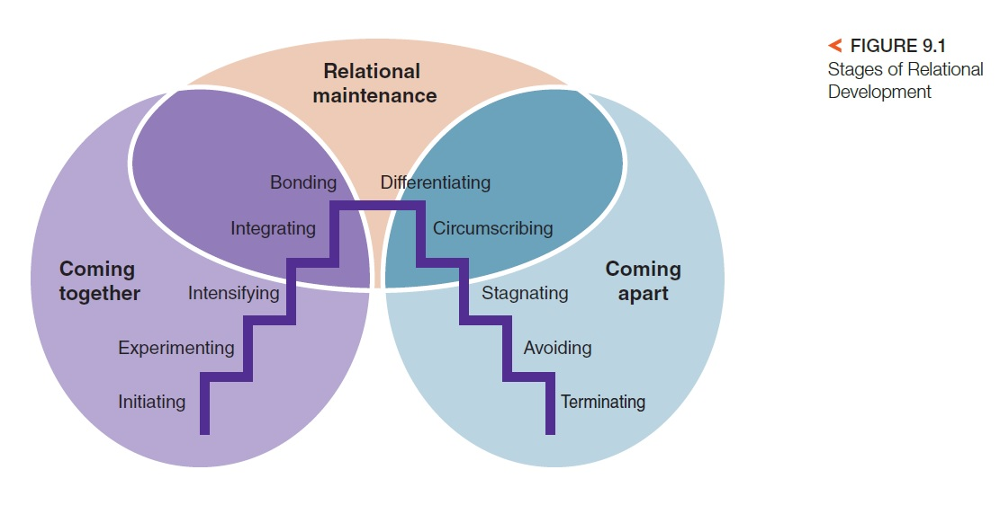 Relational
maintenance
Bonding
Differentiating
Integrating
Circumscribing
Coming
together
Coming
apart
Intensifying
Stagnating
Experimenting
Avoiding
Initiating
Terminating
< FIGURE 9.1
Stages of Relational
Development